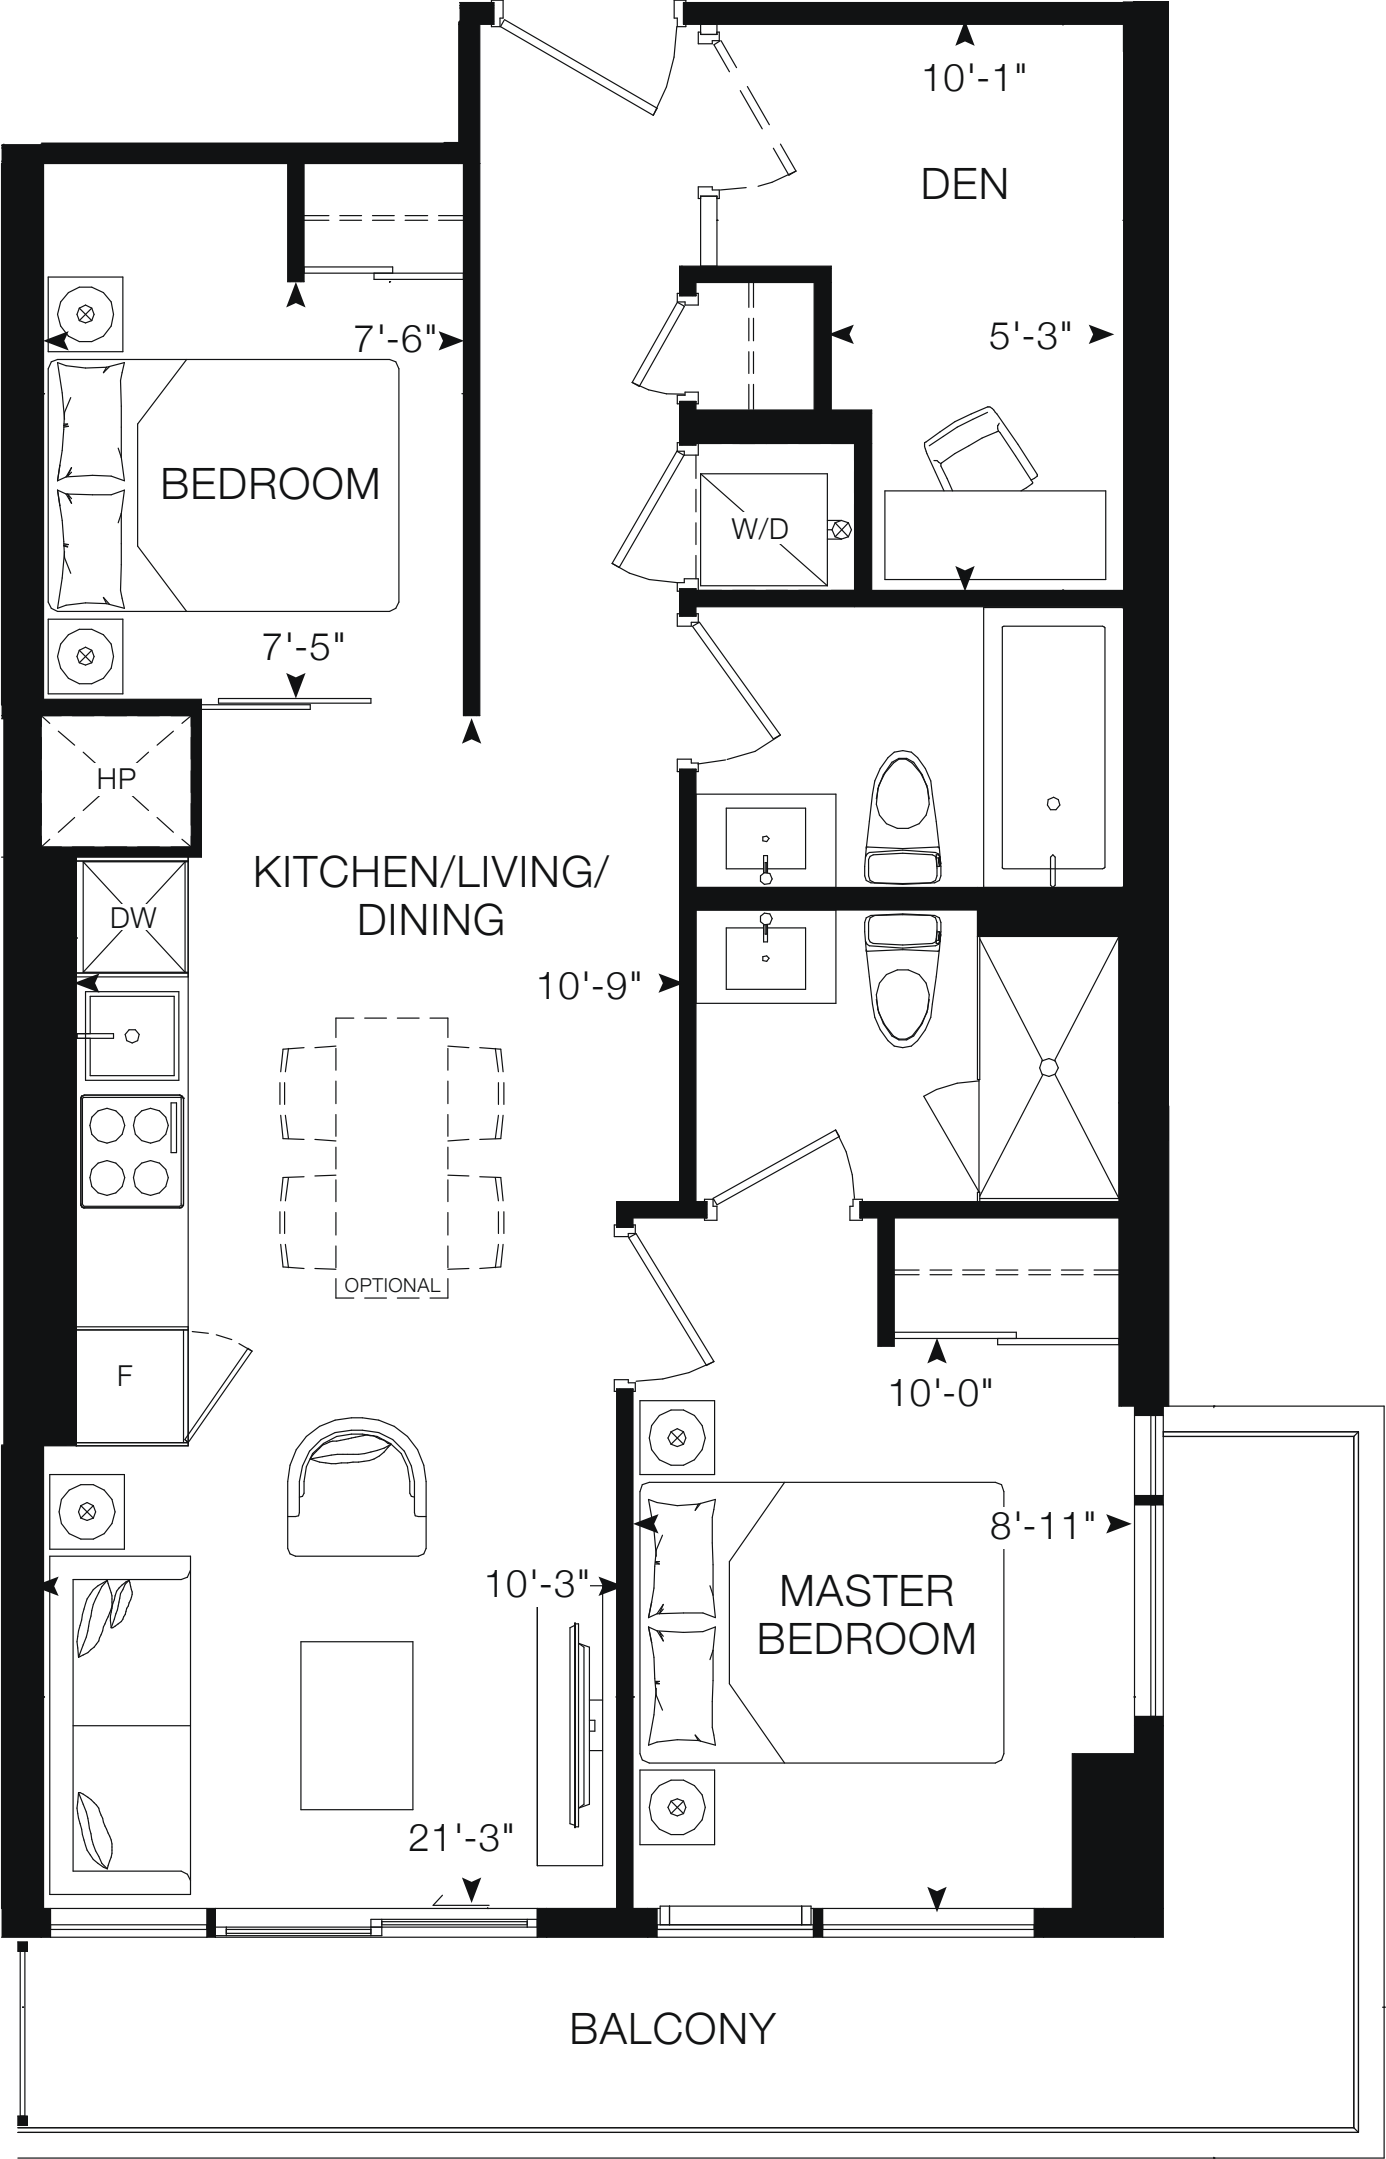 10'-1"
DEN
7'-6"
5'-3"
BEDROOM
W/D
7'-5"
HP
KITCHEN/LIVING/
DINING
DW
10'-9"
OPTIONAL
F
10'-0"
8'-11"
10'-3"
MASTER
BEDROOM
21'-3"
BALCONY